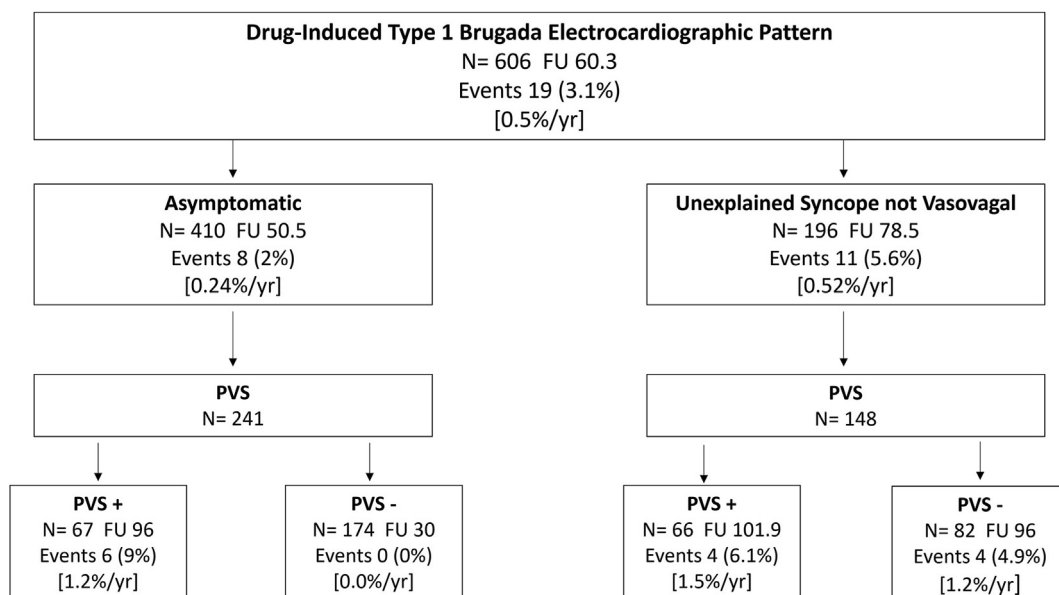 Drug-Induced Type 1 Brugada Electrocardiographic Pattern
N= 606 FU 60.3
Events 19 (3.1%)
[0.5%/yr]
Asymptomatic
N= 410 FU 50.5
Events 8 (2%)
[0.24%/yr]
Unexplained Syncope not Vasovagal
N= 196 FU 78.5
Events 11 (5.6%)
[0.52%/yr]
PVS
N= 241
PVS
N= 148
PVS +
N= 67 FU 96
Events 6 (9%)
[1.2%/yr]
PVS -
N= 174 FU 30
Events 0 (0%)
[0.0%/yr]
PVS +
N= 66 FU 101.9
Events 4 (6.1%)
[1.5%/yr]
PVS -
N= 82 FU 96
Events 4 (4.9%)
[1.2%/yr]